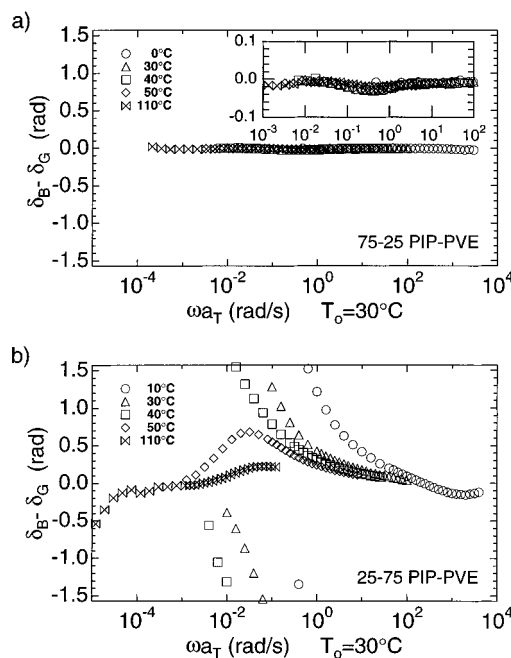 a)
1.5
1.0
0.5
0.0
-0.5
-1.0
-1.5
δB- δG (rad)
0°C
30°C
40°C
50°C
110°C
0.1
0.0
-0.1
10-3 10-2 10-1 100 101 102
75-25 PIP-PVE
10-4 10-2 100 102 104
ωaT (rad/s) To=30°C
b)
1.5
1.0
0.5
0.0
-0.5
-1.0
-1.5
δB- δG (rad)
10°C
30°C
40°C
50°C
110°C
25-75 PIP-PVE
10-4 10-2 100 102 104
ωaT (rad/s) To=30°C